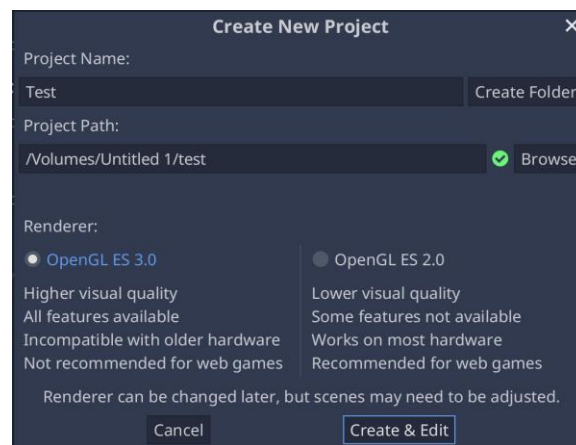 Create New Project
Project Name:
Test Create Folder
Project Path:
/Volumes/Untitled 1/test Browse
Renderer:
OpenGL ES 3.0
Higher visual quality
All features available
Incompatible with older hardware
Not recommended for web games
OpenGL ES 2.0
Lower visual quality
Some features not available
Works on most hardware
Recommended for web games
Renderer can be changed later, but scenes may need to be adjusted.
Cancel Create & Edit